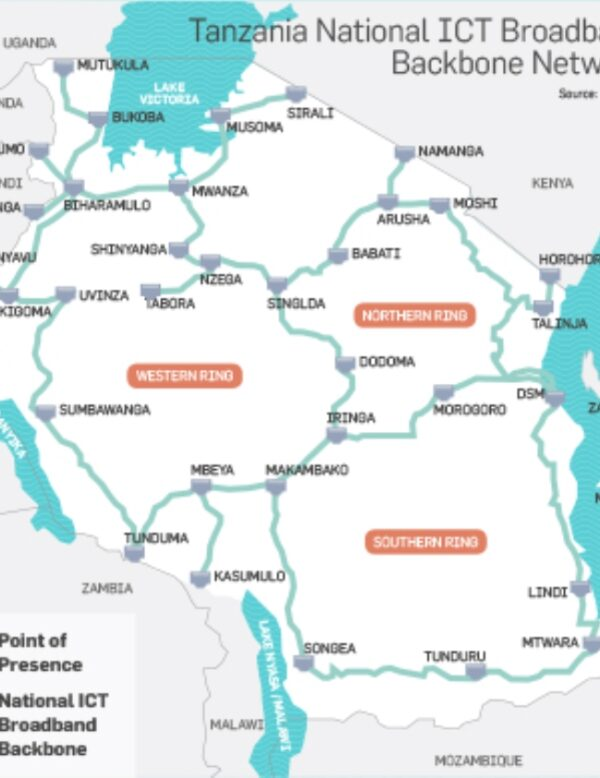 Tanzania National ICT Broadba
Backbone Netw
Source:
UGANDA
MUTUKULA
LAKE
VICTORIA
SIRALI
NDA
BUKOBA
MUSOMA
UMO
NAMANGA
NDI
KENYA
BIHARAMULO
MWANZA
NGA
ARUSHA
MOSHI
SHINYANGA
BABATI
NYAVU
HOROHOR
NZEGA
KIGOMA
UVINZA
TABORA
SINGLDA
NORTHERN RING
TALINJA
DODOMA
WESTERN RING
DSM
SUMBAWANGA
MOROGORO
ZA
IRINGA
ANYIKA
MBEYA
MAKAMBAKO
M
TUNDUMA
SOUTHERN RING
KASUMULO
ZAMBIA
LINDI
LAKE NYASA / MALAWI
Point of
Presence
SONGEA
TUNDURU
MTWARA
National ICT
Broadband
Backbone
MALAWI
MOZAMBIQUE